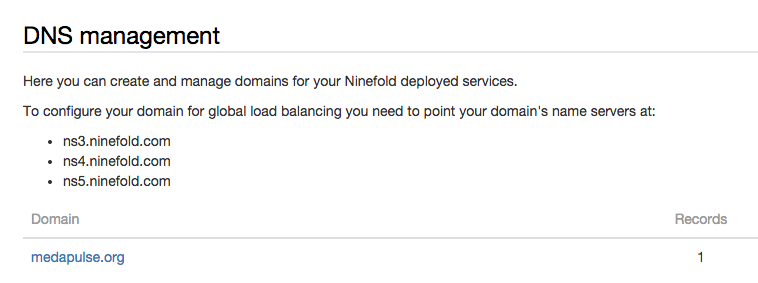 DNS management
Here you can create and manage domains for your Ninefold deployed services.
To configure your domain for global load balancing you need to point your domain's name servers at:
• ns3.ninefold.com
• ns4.ninefold.com
• ns5.ninefold.com
Domain Records
medapulse.org 1